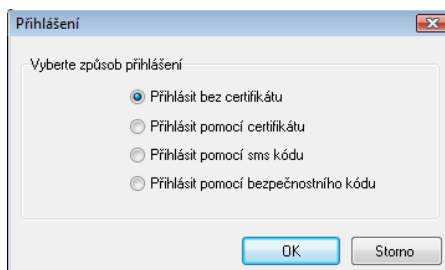 Přihlášení
Vyberte způsob přihlášení
Přihlásit bez certifikátu
Přihlásit pomocí certifikátu
Přihlásit pomocí sms kódu
Přihlásit pomocí bezpečnostního kódu
OK Storno